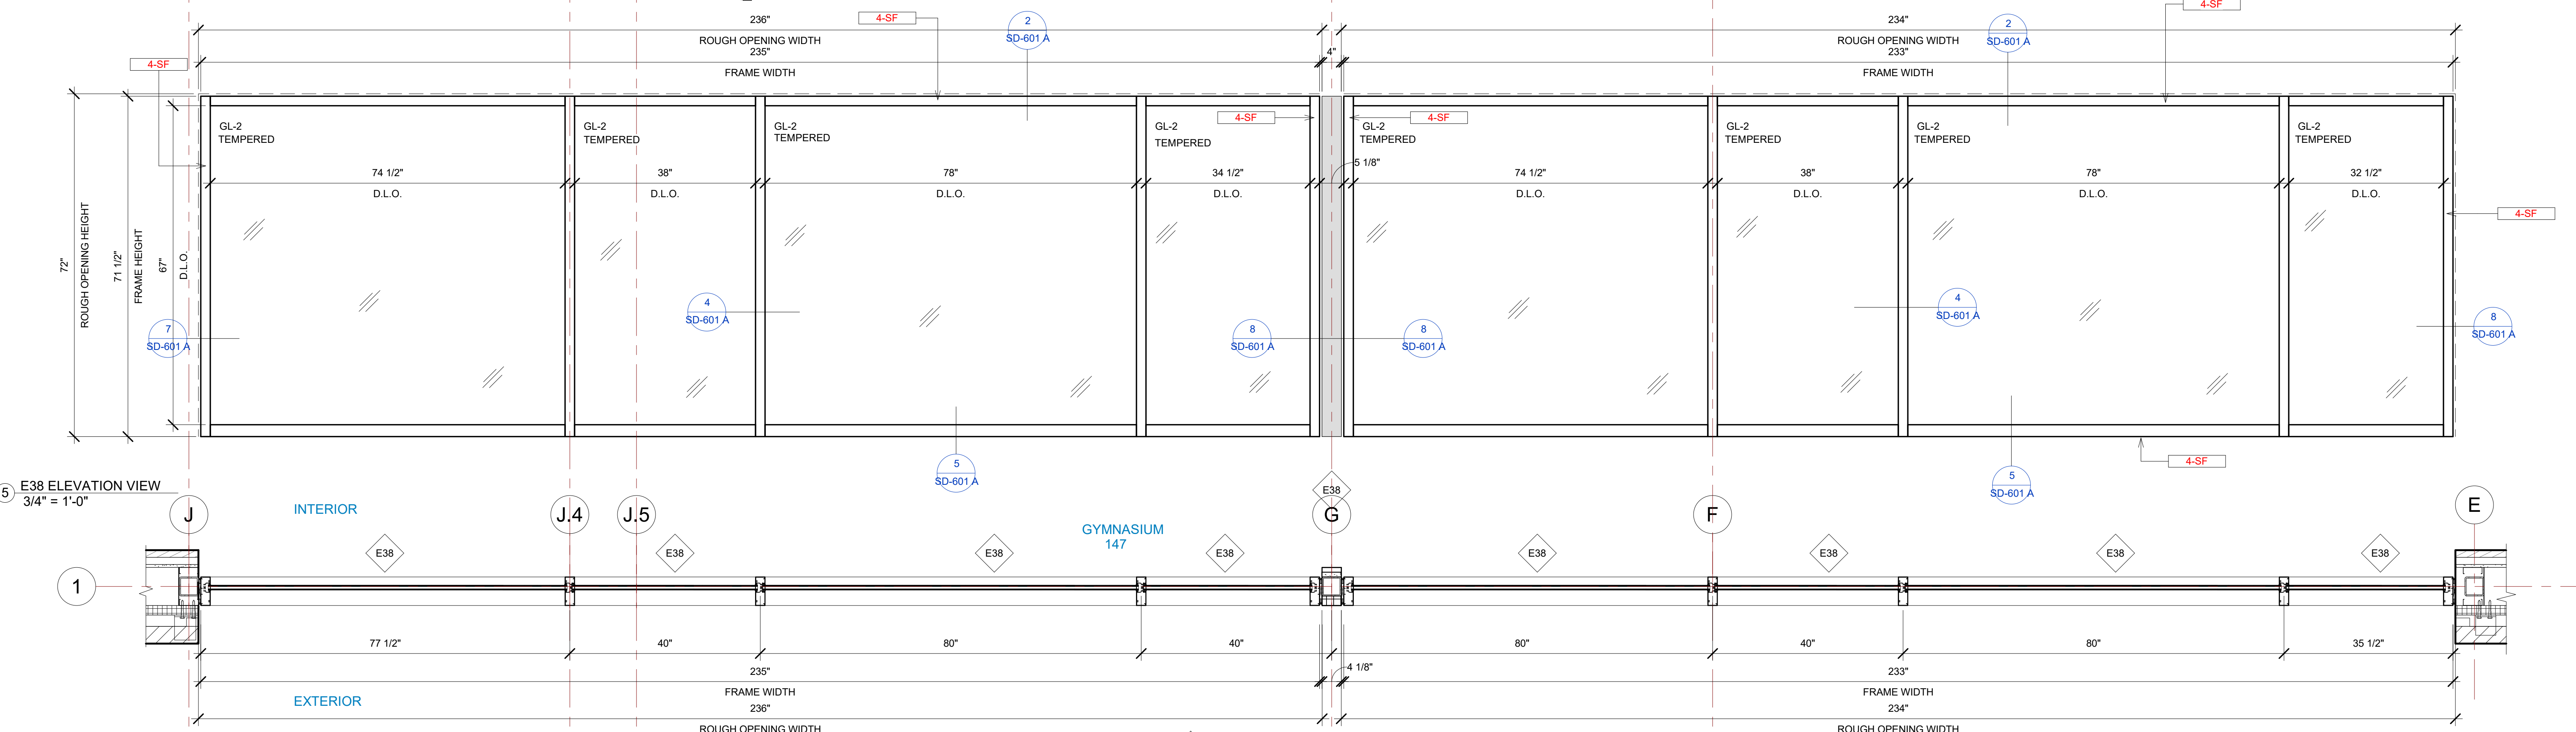 236"
ROUGH OPENING WIDTH
235"
FRAME WIDTH
4-SF
2
SD-601 A
4"
234"
ROUGH OPENING WIDTH
233"
FRAME WIDTH
2
SD-601 A
4-SF
4-SF
GL-2
TEMPERED
GL-2
TEMPERED
GL-2
TEMPERED
GL-2
TEMPERED
4-SF
4-SF
GL-2
TEMPERED
GL-2
TEMPERED
GL-2
TEMPERED
GL-2
TEMPERED
5 1/8"
74 1/2"
D.L.O.
38"
D.L.O.
78"
D.L.O.
34 1/2"
D.L.O.
74 1/2"
D.L.O.
38"
D.L.O.
78"
D.L.O.
32 1/2"
D.L.O.
4-SF
72"
ROUGH OPENING HEIGHT
71 1/2"
FRAME HEIGHT
67"
D.L.O.
7
SD-601 A
4
SD-601 A
8
SD-601 A
8
SD-601 A
4
SD-601 A
8
SD-601 A
5
SD-601 A
5
SD-601 A
4-SF
5
E38 ELEVATION VIEW
3/4" = 1'-0"
INTERIOR
GYMNASIUM
147
E38
J
J.4
J.5
G
F
E
E38
E38
E38
E38
E38
E38
E38
E38
1
77 1/2"
40"
80"
40"
80"
40"
80"
35 1/2"
235"
FRAME WIDTH
4 1/8"
233"
FRAME WIDTH
EXTERIOR
236"
ROUGH OPENING WIDTH
234"
ROUGH OPENING WIDTH